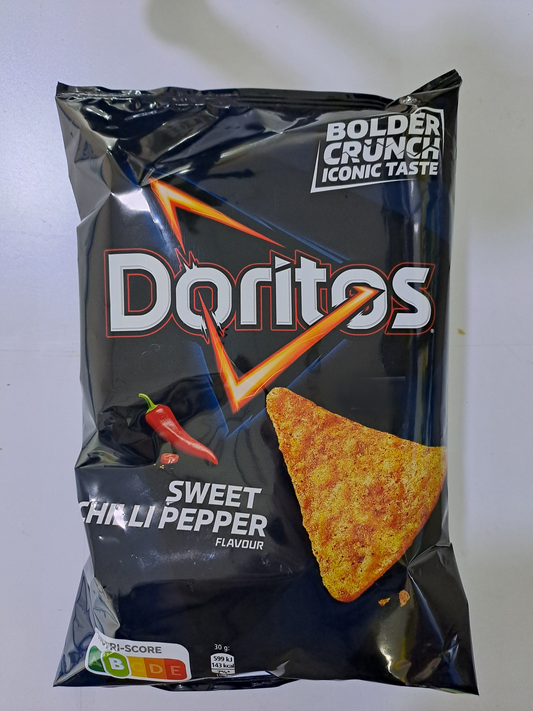 BOLDER
CRUNCH
ICONIC TASTE
Doritos
SWEET
CHILLI PEPPER
FLAVOUR
NUTRI-SCORE
A B C D E
30 g:
599 kJ
143 kcal